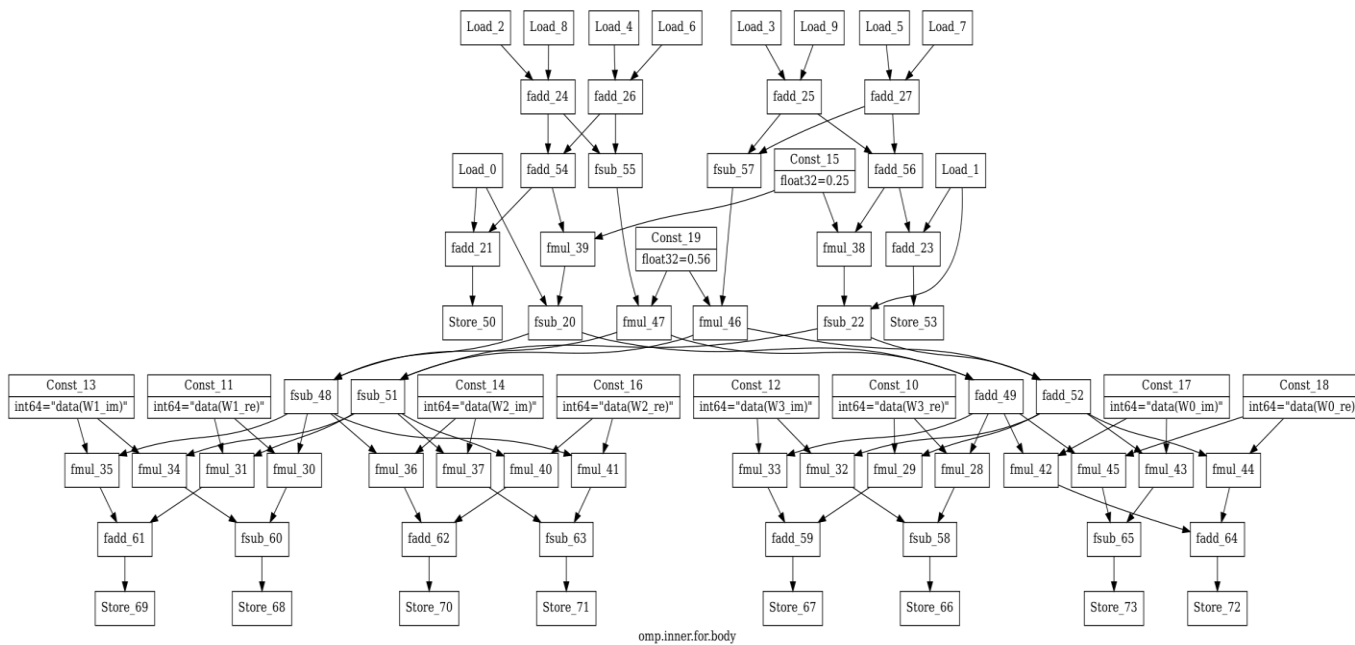 Load_2 Load_8 Load_4 Load_6 Load_3 Load_9 Load_5 Load_7
fadd_24 fadd_26 fadd_25 fadd_27
Load_0 fadd_54 fsub_55 fsub_57 Const_15 fadd_56 Load_1
float32=0.25
fadd_21 fmul_39 Const_19 fmul_38 fadd_23
float32=0.56
Store_50 fsub_20 fmul_47 fmul_46 fsub_22 Store_53
Const_13 Const_11 fsub_48 fsub_51 Const_14 Const_16 Const_12 Const_10 fadd_49 fadd_52 Const_17 Const_18
int64="data(W1_im)" int64="data(W1_re)" int64="data(W2_im)" int64="data(W2_re)" int64="data(W3_im)" int64="data(W3_re)" int64="data(W0_im)" int64="data(W0_re)
fmul_35 fmul_34 fmul_31 fmul_30 fmul_36 fmul_37 fmul_40 fmul_41 fmul_33 fmul_32 fmul_29 fmul_28 fmul_42 fmul_45 fmul_43 fmul_44
fadd_61 fsub_60 fadd_62 fsub_63 fadd_59 fsub_58 fsub_65 fadd_64
Store_69 Store_68 Store_70 Store_71 Store_67 Store_66 Store_73 Store_72
omp.inner.for.body